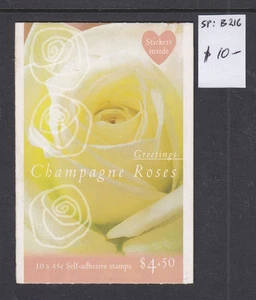 SP: B216
$10-
Stickers
inside
Greetings
Champagne Roses
10 x 45c Self-adhesive stamps
$4.50